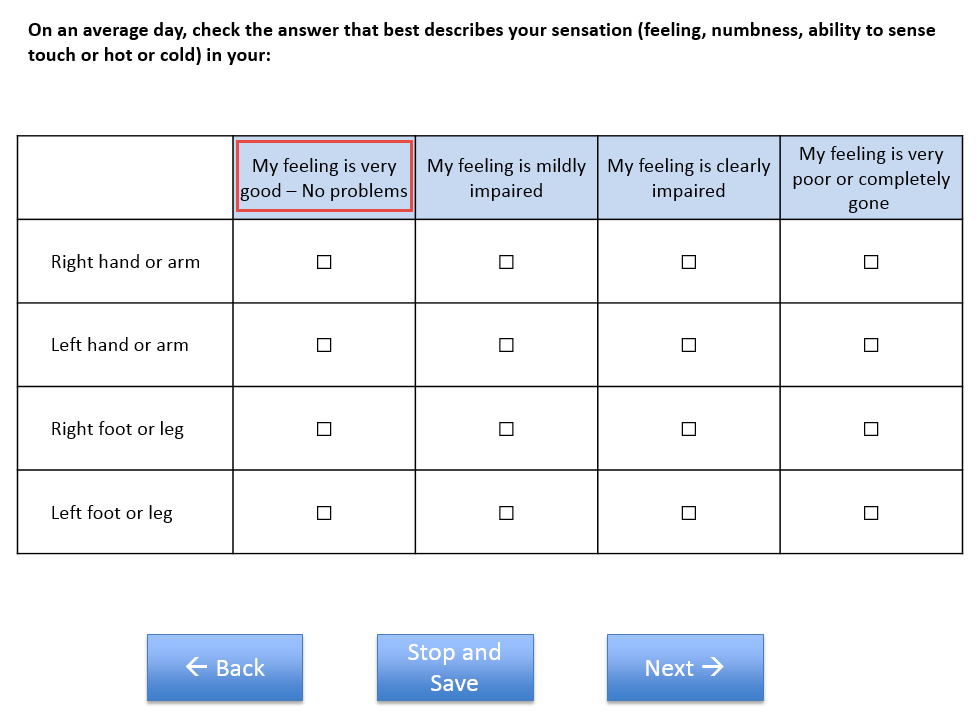 On an average day, check the answer that best describes your sensation (feeling, numbness, ability to sense
touch or hot or cold) in your:
My feeling is very
good – No problems
My feeling is mildly
impaired
My feeling is clearly
impaired
My feeling is very
poor or completely
gone
Right hand or arm ☐ ☐ ☐ ☐
Left hand or arm ☐ ☐ ☐ ☐
Right foot or leg ☐ ☐ ☐ ☐
Left foot or leg ☐ ☐ ☐ ☐
← Back
Stop and
Save
Next →